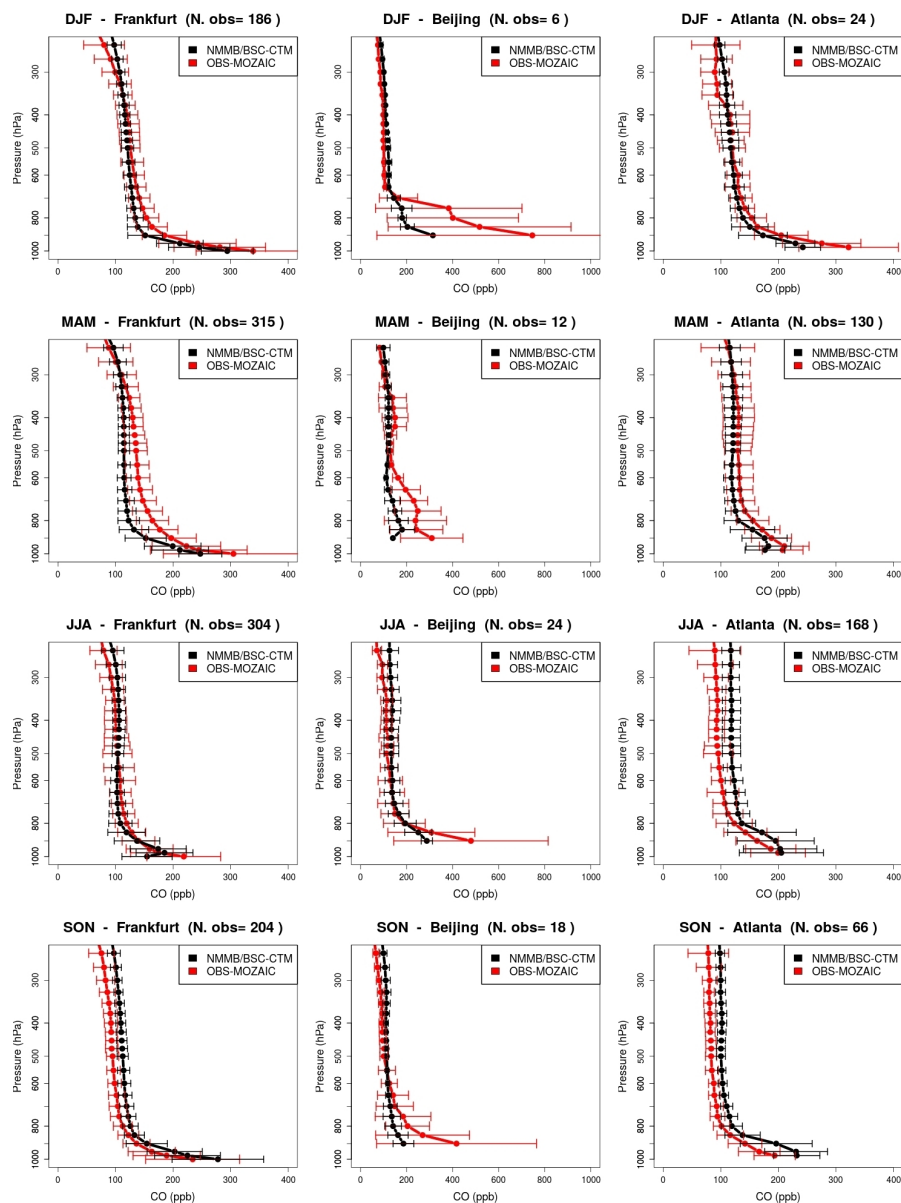 DJF - Frankfurt (N. obs= 186 )
NMMB/BSC-CTM
OBS-MOZAIC
Pressure (hPa)
300
400
500
600
800
1000
0 100 200 300 400
CO (ppb)
DJF - Beijing (N. obs= 6 )
NMMB/BSC-CTM
OBS-MOZAIC
Pressure (hPa)
300
400
500
600
800
1000
0 200 400 600 800 1000
CO (ppb)
DJF - Atlanta (N. obs= 24 )
NMMB/BSC-CTM
OBS-MOZAIC
Pressure (hPa)
300
400
500
600
800
1000
0 100 200 300 400
CO (ppb)
MAM - Frankfurt (N. obs= 315 )
NMMB/BSC-CTM
OBS-MOZAIC
Pressure (hPa)
300
400
500
600
800
1000
0 100 200 300 400
CO (ppb)
MAM - Beijing (N. obs= 12 )
NMMB/BSC-CTM
OBS-MOZAIC
Pressure (hPa)
300
400
500
600
800
1000
0 200 400 600 800 1000
CO (ppb)
MAM - Atlanta (N. obs= 130 )
NMMB/BSC-CTM
OBS-MOZAIC
Pressure (hPa)
300
400
500
600
800
1000
0 100 200 300 400
CO (ppb)
JJA - Frankfurt (N. obs= 304 )
NMMB/BSC-CTM
OBS-MOZAIC
Pressure (hPa)
300
400
500
600
800
1000
0 100 200 300 400
CO (ppb)
JJA - Beijing (N. obs= 24 )
NMMB/BSC-CTM
OBS-MOZAIC
Pressure (hPa)
300
400
500
600
800
1000
0 200 400 600 800 1000
CO (ppb)
JJA - Atlanta (N. obs= 168 )
NMMB/BSC-CTM
OBS-MOZAIC
Pressure (hPa)
300
400
500
600
800
1000
0 100 200 300 400
CO (ppb)
SON - Frankfurt (N. obs= 204 )
NMMB/BSC-CTM
OBS-MOZAIC
Pressure (hPa)
300
400
500
600
800
1000
0 100 200 300 400
CO (ppb)
SON - Beijing (N. obs= 18 )
NMMB/BSC-CTM
OBS-MOZAIC
Pressure (hPa)
300
400
500
600
800
1000
0 200 400 600 800 1000
CO (ppb)
SON - Atlanta (N. obs= 66 )
NMMB/BSC-CTM
OBS-MOZAIC
Pressure (hPa)
300
400
500
600
800
1000
0 100 200 300 400
CO (ppb)